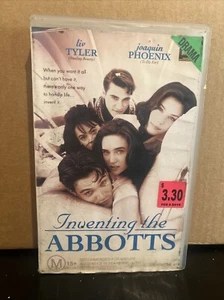 liv
TYLER
joaquin
PHOENIX
DRAMA
When you want it all
but can't have it,
there's only one way
to handle life.
Invent it.
$
3.30
Inventing the
ABBOTTS
M 15+